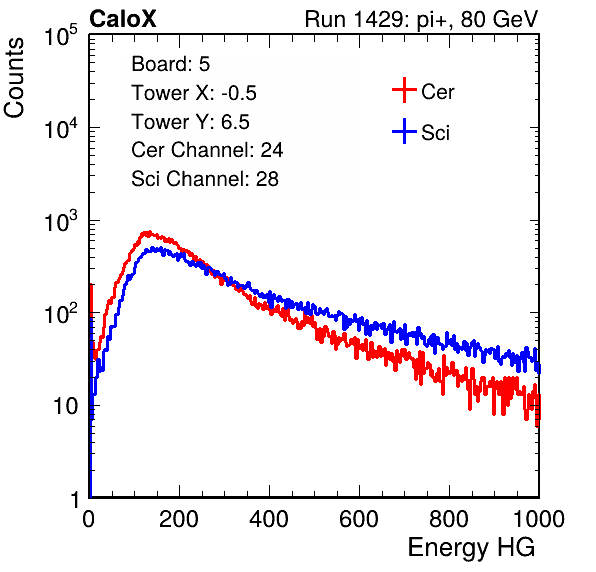 CaloX Run 1429: pi+, 80 GeV
Counts
10^5
10^4
10^3
10^2
10
1
Board: 5
Tower X: -0.5
Tower Y: 6.5
Cer Channel: 24
Sci Channel: 28
Cer
Sci
0 200 400 600 800 1000
Energy HG